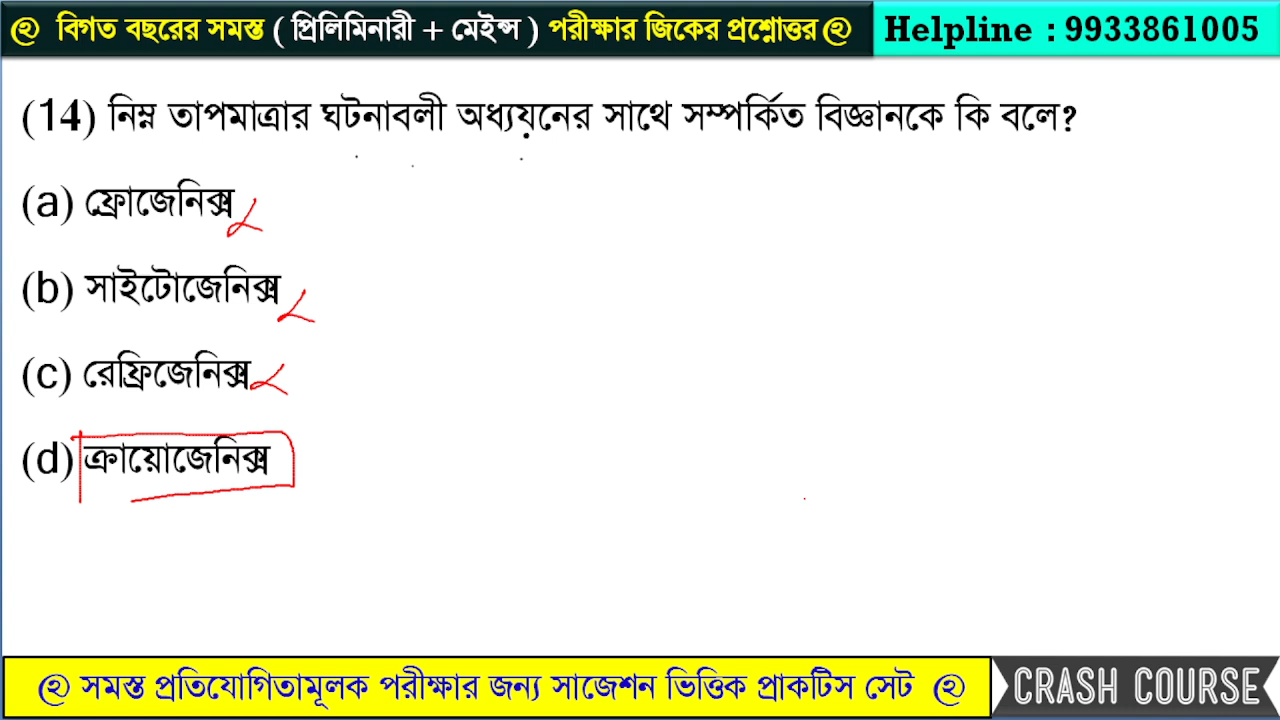 বিগত বছরের সমস্ত ( প্রিলিমিনারী + মেইন্স ) পরীক্ষার জিকের প্রশ্নোত্তর
Helpline : 9933861005
(14) নিম্ন তাপমাত্রার ঘটনাবলী অধ্যয়নের সাথে সম্পর্কিত বিজ্ঞানকে কি বলে?
(a) ফ্রোজেনিক্স
(b) সাইটোজেনিক্স
(c) রেফ্রিজেনিক্স
(d) ক্রায়োজেনিক্স
সমস্ত প্রতিযোগিতামূলক পরীক্ষার জন্য সাজেশন ভিত্তিক প্রাকটিস সেট
CRASH COURSE